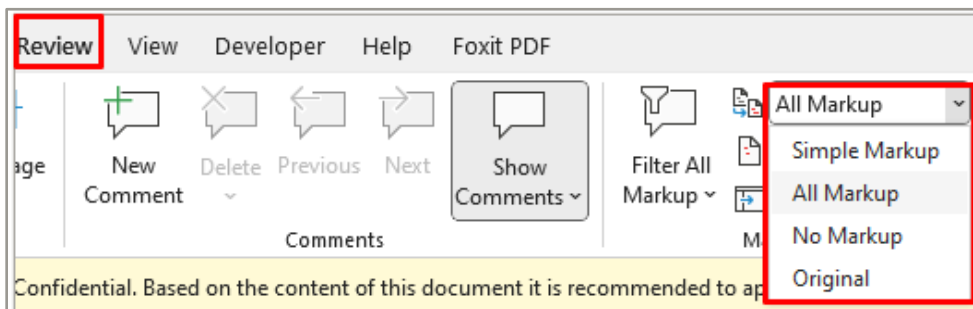 Review View Developer Help Foxit PDF
All Markup
age New Delete Previous Next Show Filter All
Comment Comments Markup
Simple Markup
All Markup
No Markup
Original
Comments
Confidential. Based on the content of this document it is recommended to ap